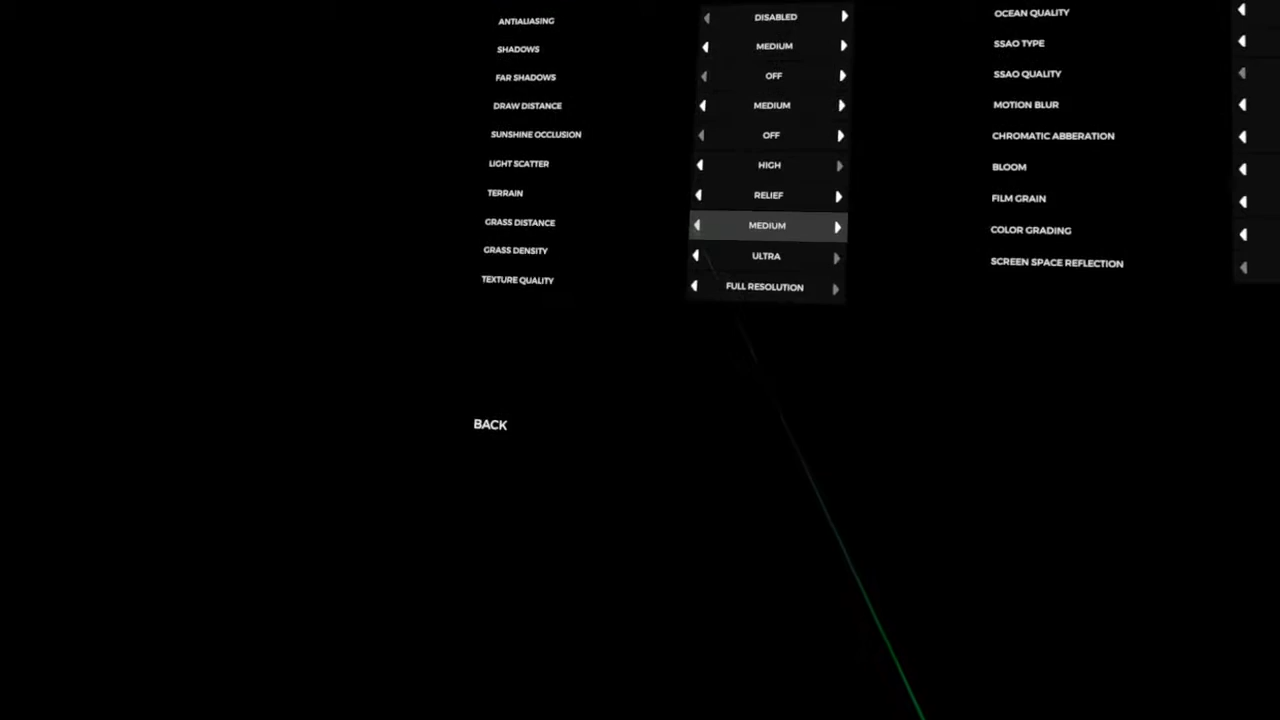 ANTIALIASING DISABLED
SHADOWS MEDIUM
FAR SHADOWS OFF
DRAW DISTANCE MEDIUM
SUNSHINE OCCLUSION OFF
LIGHT SCATTER HIGH
TERRAIN RELIEF
GRASS DISTANCE MEDIUM
GRASS DENSITY ULTRA
TEXTURE QUALITY FULL RESOLUTION
BACK
OCEAN QUALITY
SSAO TYPE
SSAO QUALITY
MOTION BLUR
CHROMATIC ABBERATION
BLOOM
FILM GRAIN
COLOR GRADING
SCREEN SPACE REFLECTION